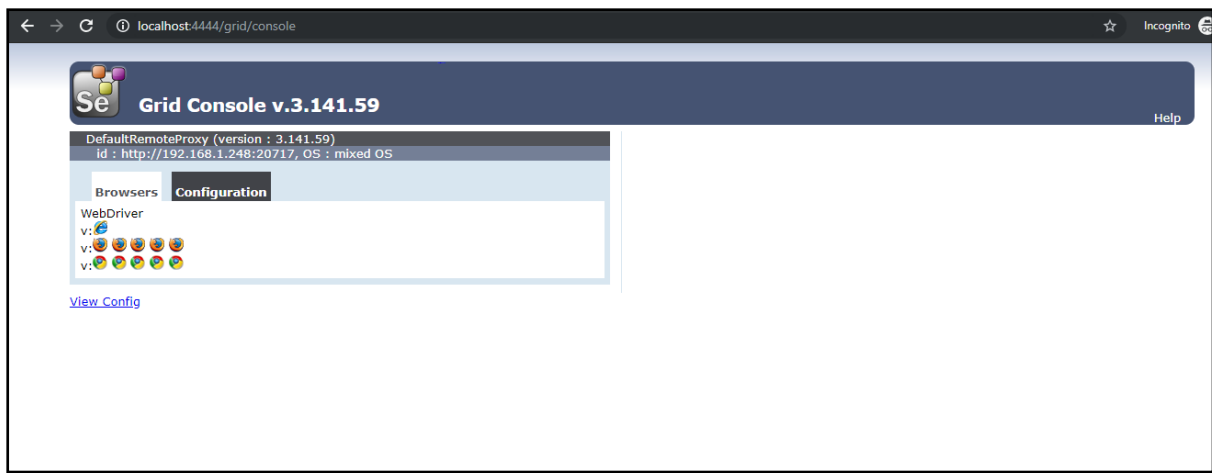 localhost:4444/grid/console
Incognito
Se
Grid Console v.3.141.59
Help
DefaultRemoteProxy (version : 3.141.59)
id : http://192.168.1.248:20717, OS : mixed OS
Browsers Configuration
WebDriver
v:
v:
v:
View Config